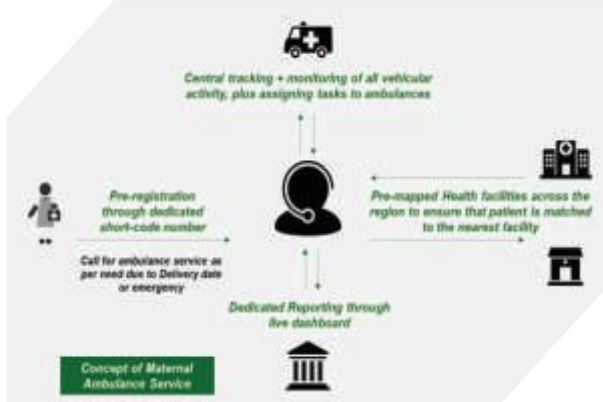 Central tracking + monitoring of all vehicular
activity, plus assigning tasks to ambulances
Pre-registration
through dedicated
short-code number
Call for ambulance service as
per need due to Delivery date
or emergency
Pre-mapped Health facilities across the
region to ensure that patient is matched
to the nearest facility
Dedicated Reporting through
live dashboard
Concept of Maternal
Ambulance Service